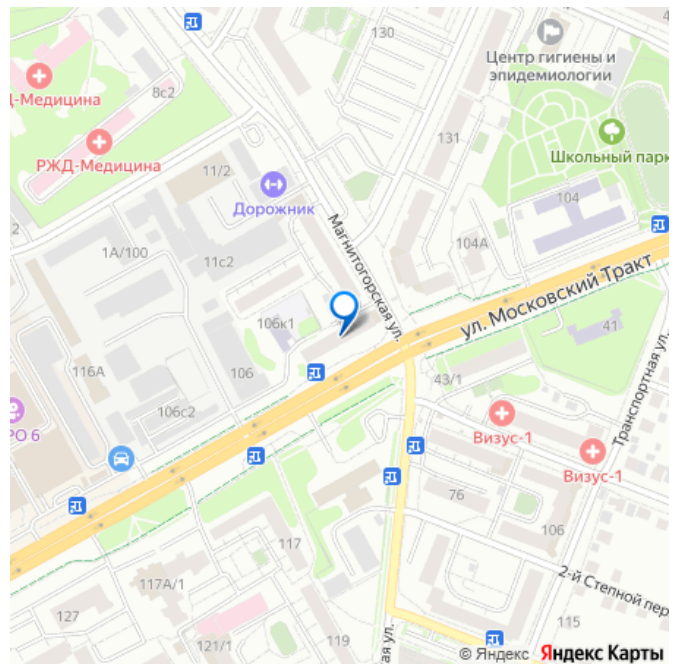 130
Центр гигиены и
эпидемиологии
Д-Медицина
8с2
131
РЖД-Медицина
Школьный парк
11/2
Дорожник
104
2
Магнитогорская ул.
104А
1А/100
11с2
ул. Московский Тракт
106к1
41
116А
106
43/1
Транспортная ул.
106с2
РО 6
Визус-1
Визус-1
76
106
117
2-й Степной пер
117А/1
127
115
121/1
119
ая ул.
© Яндекс Яндекс Карты